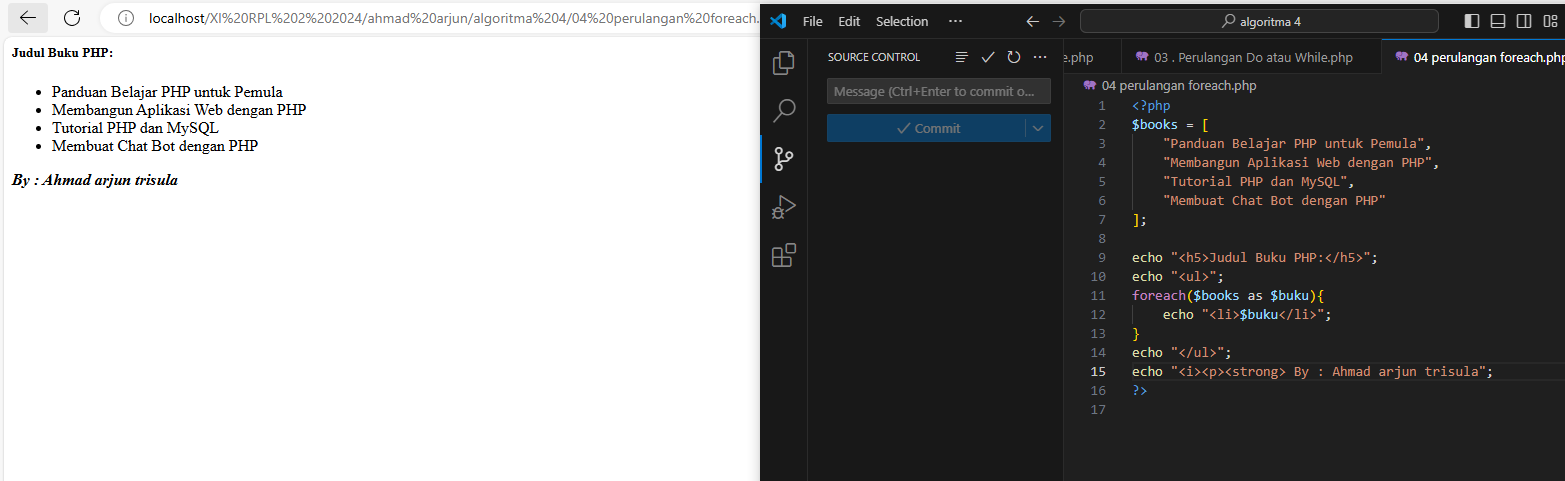 localhost/XI%20RPL%202%202024/ahmad%20arjun/algoritma%204/04%20perulangan%20foreach.
Judul Buku PHP:
Panduan Belajar PHP untuk Pemula
Membangun Aplikasi Web dengan PHP
Tutorial PHP dan MySQL
Membuat Chat Bot dengan PHP
By : Ahmad arjun trisula
File Edit Selection ··· algoritma 4
SOURCE CONTROL
Message (Ctrl+Enter to commit o...
Commit
e.php 03 . Perulangan Do atau While.php 04 perulangan foreach.php
04 perulangan foreach.php
1 <?php
2 $books = [
3 "Panduan Belajar PHP untuk Pemula",
4 "Membangun Aplikasi Web dengan PHP",
5 "Tutorial PHP dan MySQL",
6 "Membuat Chat Bot dengan PHP"
7 ];
8
9 echo "<h5>Judul Buku PHP:</h5>";
10 echo "<ul>";
11 foreach($books as $buku){
12 echo "<li>$buku</li>";
13 }
14 echo "</ul>";
15 echo "<i><p><strong> By : Ahmad arjun trisula";
16 ?>
17